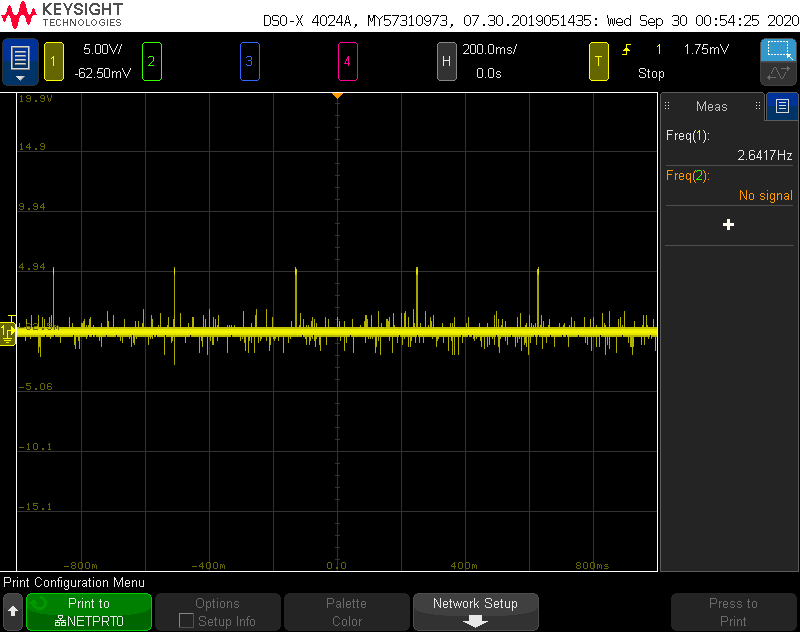 KEYSIGHT
TECHNOLOGIES
DSO-X 4024A, MY57310973, 07.30.2019051435: Wed Sep 30 00:54:25 2020
1
5.00V/
-62.50mV
2
3
4
H
200.0ms/
0.0s
T
1
1.75mV
Stop
19.9V
14.9
9.94
4.94
-5.06
-10.1
-15.1
T
1
-800m
-400m
0.0
400m
800ms
Meas
Freq(1):
2.6417Hz
Freq(2):
No signal
+
Print Configuration Menu
Print to
NETPRT0
Options
Setup Info
Palette
Color
Network Setup
Press to
Print